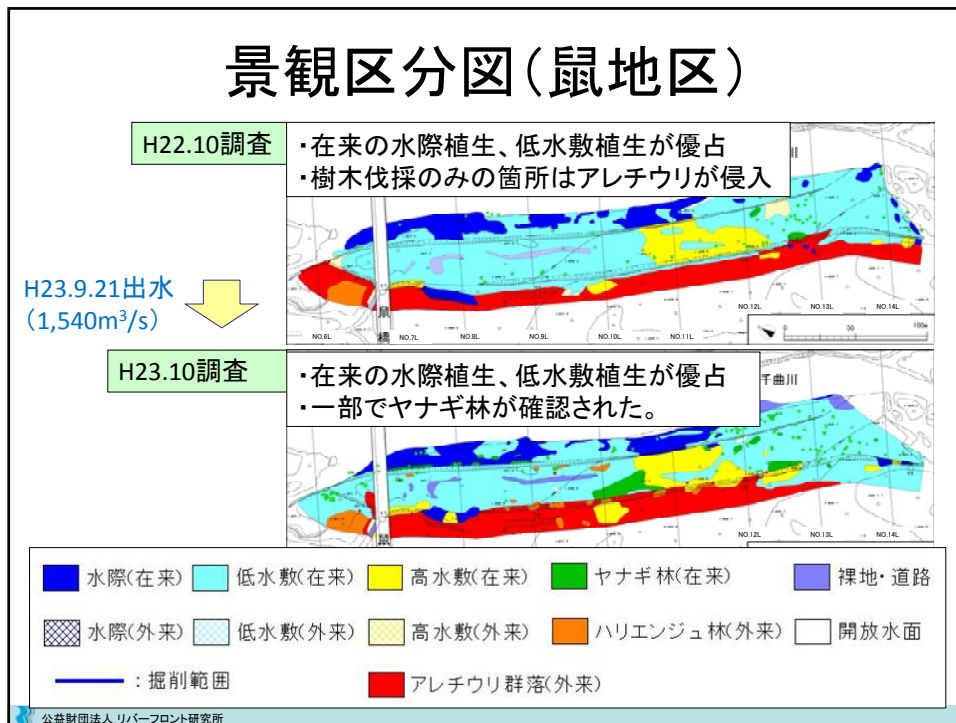 景観区分図(鼠地区)
H22.10調査
・在来の水際植生、低水敷植生が優占
・樹木伐採のみの箇所はアレチウリが侵入
川
H23.9.21出水
(1,540m³/s)
鼠
橋
NO.6L NO.7L NO.8L NO.9L NO.10L NO.11L NO.12L NO.13L NO.14L
0 50 100m
H23.10調査
・在来の水際植生、低水敷植生が優占
・一部でヤナギ林が確認された。
千曲川
鼠
NO.12L NO.13L NO.14L
水際(在来) 低水敷(在来) 高水敷(在来) ヤナギ林(在来) 裸地・道路
水際(外来) 低水敷(外来) 高水敷(外来) ハリエンジュ林(外来) 開放水面
:掘削範囲 アレチウリ群落(外来)
公益財団法人 リバーフロント研究所